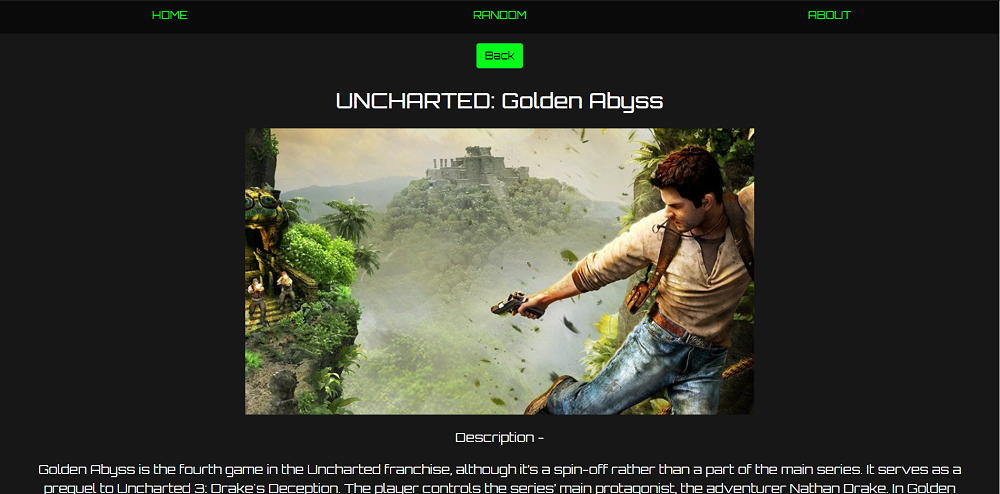 HOME
RANDOM
ABOUT
Back
UNCHARTED: Golden Abyss
Description -
Golden Abyss is the fourth game in the Uncharted franchise, although it's a spin-off rather than a part of the main series. It serves as a
prequel to Uncharted 3: Drake's Deception. The player controls the series' main protagonist, the adventurer Nathan Drake. In Golden